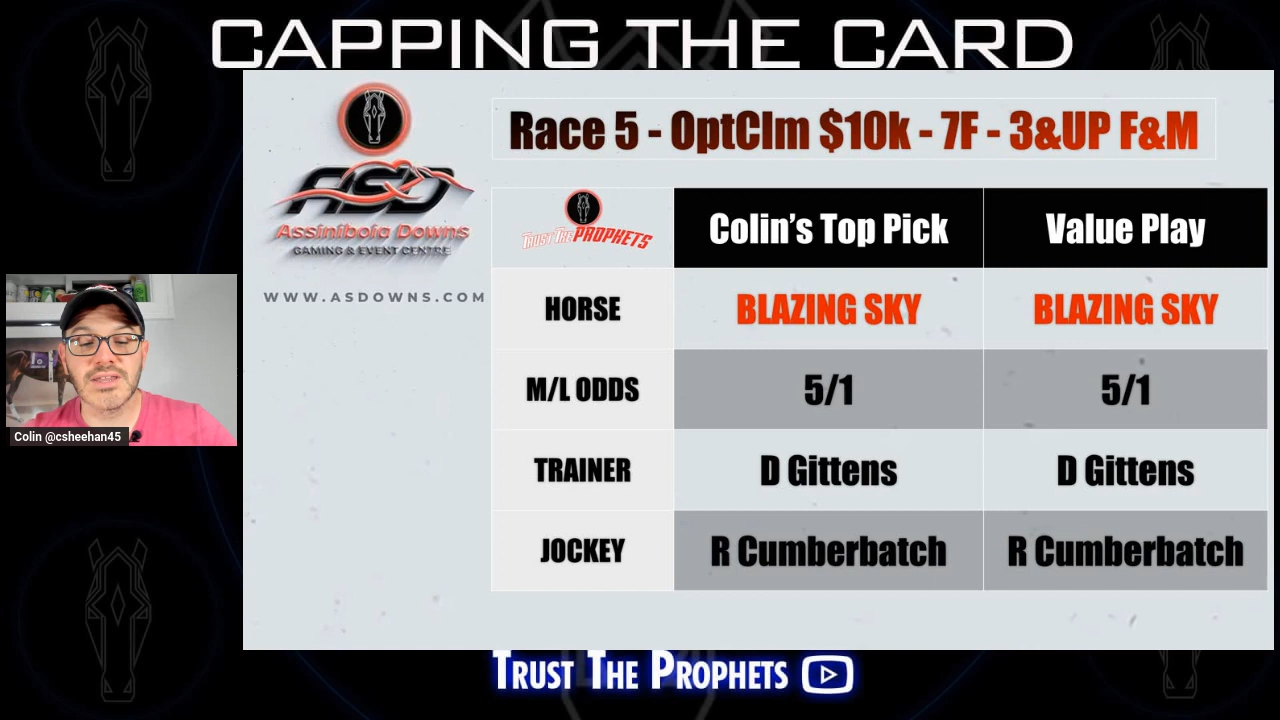 CAPPING THE CARD
ASD
Assiniboia Downs
GAMING & EVENT CENTRE
WWW.ASDOWNS.COM
Race 5 - OptClm $10k - 7F - 3&UP F&M
TRUST THE PROPHETS
Colin’s Top Pick
Value Play
HORSE
BLAZING SKY
BLAZING SKY
M/L ODDS
5/1
5/1
TRAINER
D Gittens
D Gittens
JOCKEY
R Cumberbatch
R Cumberbatch
Colin @csheehan45
TRUST THE PROPHETS